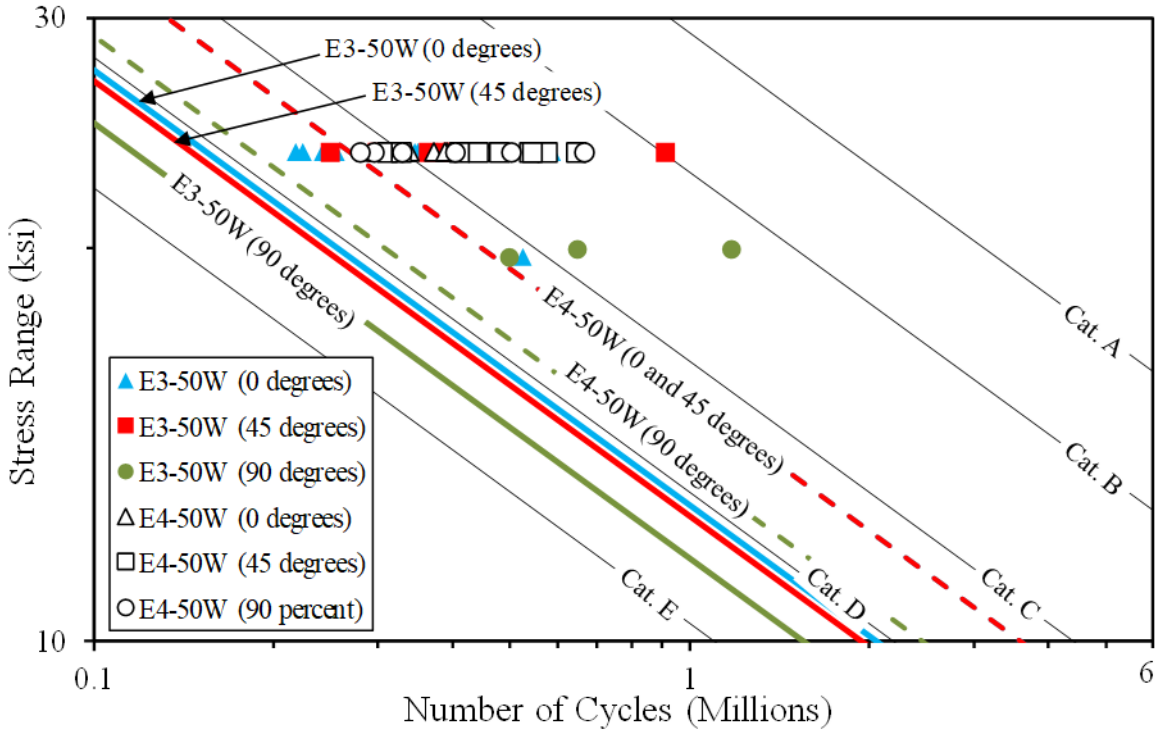 30
E3-50W (0 degrees)
E3-50W (45 degrees)
E3-50W (90 degrees)
E4-50W (0 and 45 degrees)
E4-50W (90 degrees)
Cat. A
Cat. B
Cat. C
Cat. D
Cat. E
Stress Range (ksi)
E3-50W (0 degrees)
E3-50W (45 degrees)
E3-50W (90 degrees)
E4-50W (0 degrees)
E4-50W (45 degrees)
E4-50W (90 percent)
10
0.1
1
6
Number of Cycles (Millions)